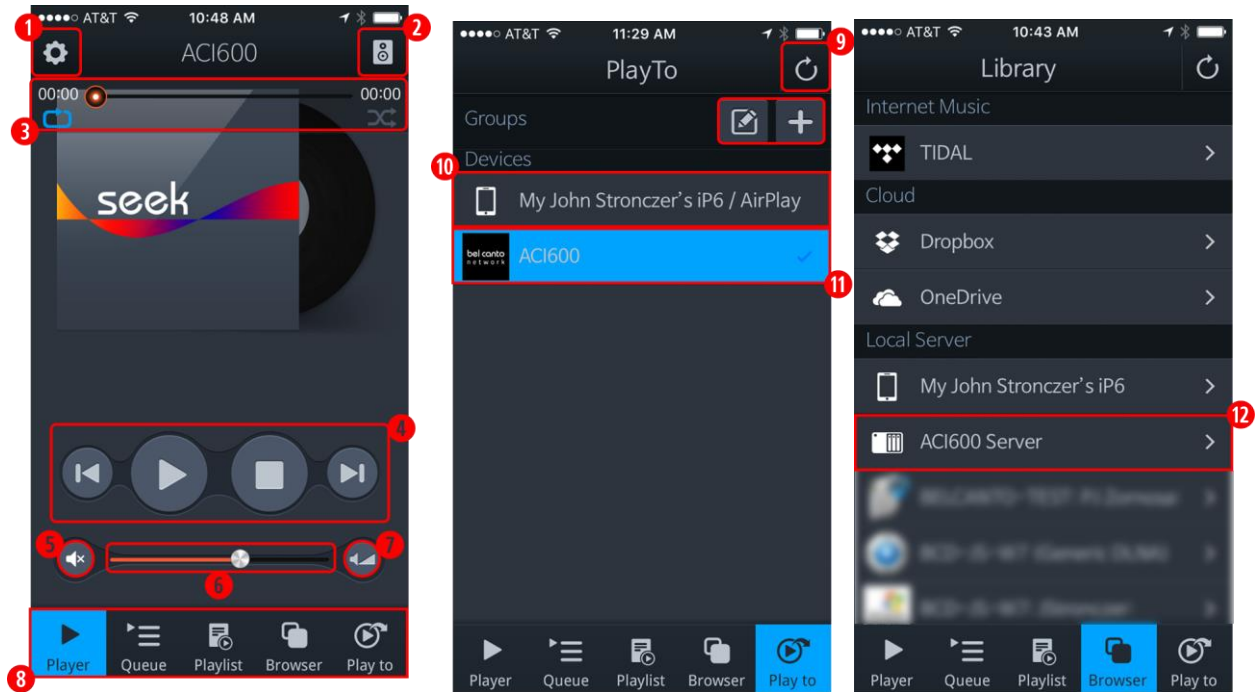 AT&T 10:48 AM
1
2
ACI600
00:00 00:00
3
seek
4
5
6
7
Player Queue Playlist Browser Play to
8
AT&T 11:29 AM
PlayTo
9
Groups
10
Devices
My John Stronczer's iP6 / AirPlay
bel canto
network
ACI600
11
Player Queue Playlist Browser Play to
AT&T 10:43 AM
Library
Internet Music
TIDAL
Cloud
Dropbox
OneDrive
Local Server
My John Stronczer's iP6
12
ACI600 Server
Player Queue Playlist Browser Play to